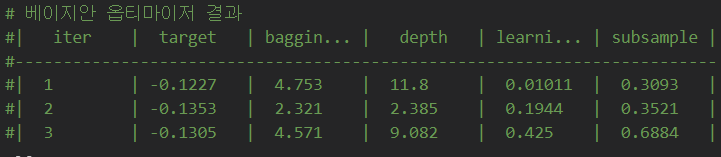 # 베이지안 옵티마이저 결과
#| iter | target | baggin... | depth | learni... | subsample |
#-------------------------------------------------------------------------
#| 1 | -0.1227 | 4.753 | 11.8 | 0.01011 | 0.3093 |
#| 2 | -0.1353 | 2.321 | 2.385 | 0.1944 | 0.3521 |
#| 3 | -0.1305 | 4.571 | 9.082 | 0.425 | 0.6884 |